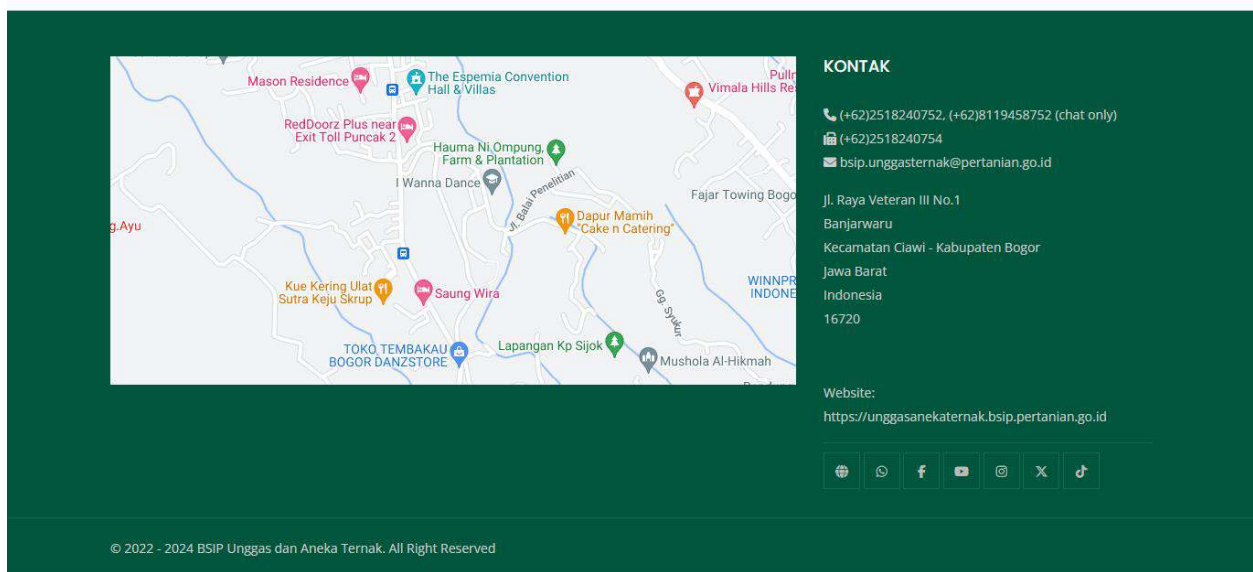 Mason Residence
The Espemia Convention
Hall & Villas
Vimala Hills Re
RedDoorz Plus near
Exit Toll Puncak 2
Hauma Ni Ompung,
Farm & Plantation
I Wanna Dance
Jl. Balai Penelitian
Fajar Towing Bogo
g.Ayu
Dapur Mamih
"Cake n Catering"
Kue Kering Ulat
Sutra Keju Skrup
Saung Wira
WINNPR
INDONE
Gg. Syukur
TOKO TEMBAKAU
BOGOR DANZSTORE
Lapangan Kp Sijok
Mushola Al-Hikmah
KONTAK
(+62)2518240752, (+62)8119458752 (chat only)
(+62)2518240754
bsip.unggasternak@pertanian.go.id
Jl. Raya Veteran III No.1
Banjarwaru
Kecamatan Ciawi - Kabupaten Bogor
Jawa Barat
Indonesia
16720
Website:
https://unggasanekaternak.bsip.pertanian.go.id
© 2022 - 2024 BSIP Unggas dan Aneka Ternak. All Right Reserved